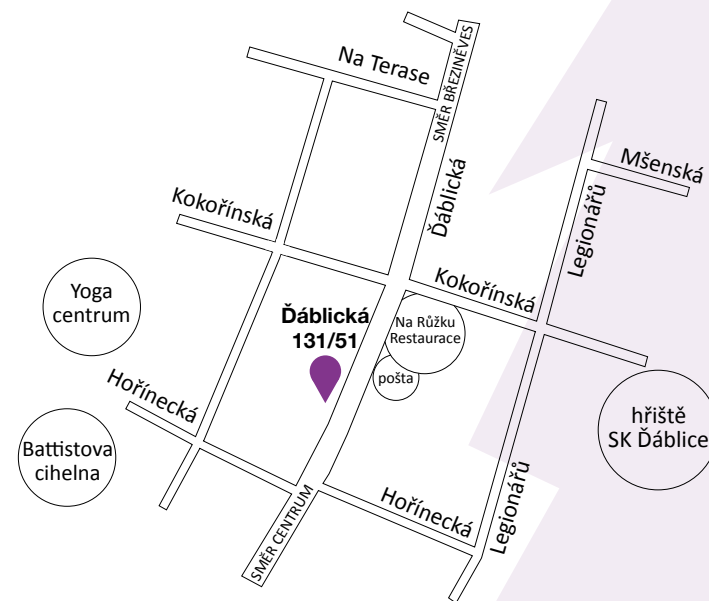 Na Terase
SMĚR BŘEZINĚVES
Mšenská
Ďáblická
Kokořínská
Legionářů
Kokořínská
Yoga
centrum
Ďáblická
131/51
Na Růžku
Restaurace
pošta
Hořínecká
hřiště
SK Ďáblice
Battistova
cihelna
Hořínecká
Legionářů
SMĚR CENTRUM